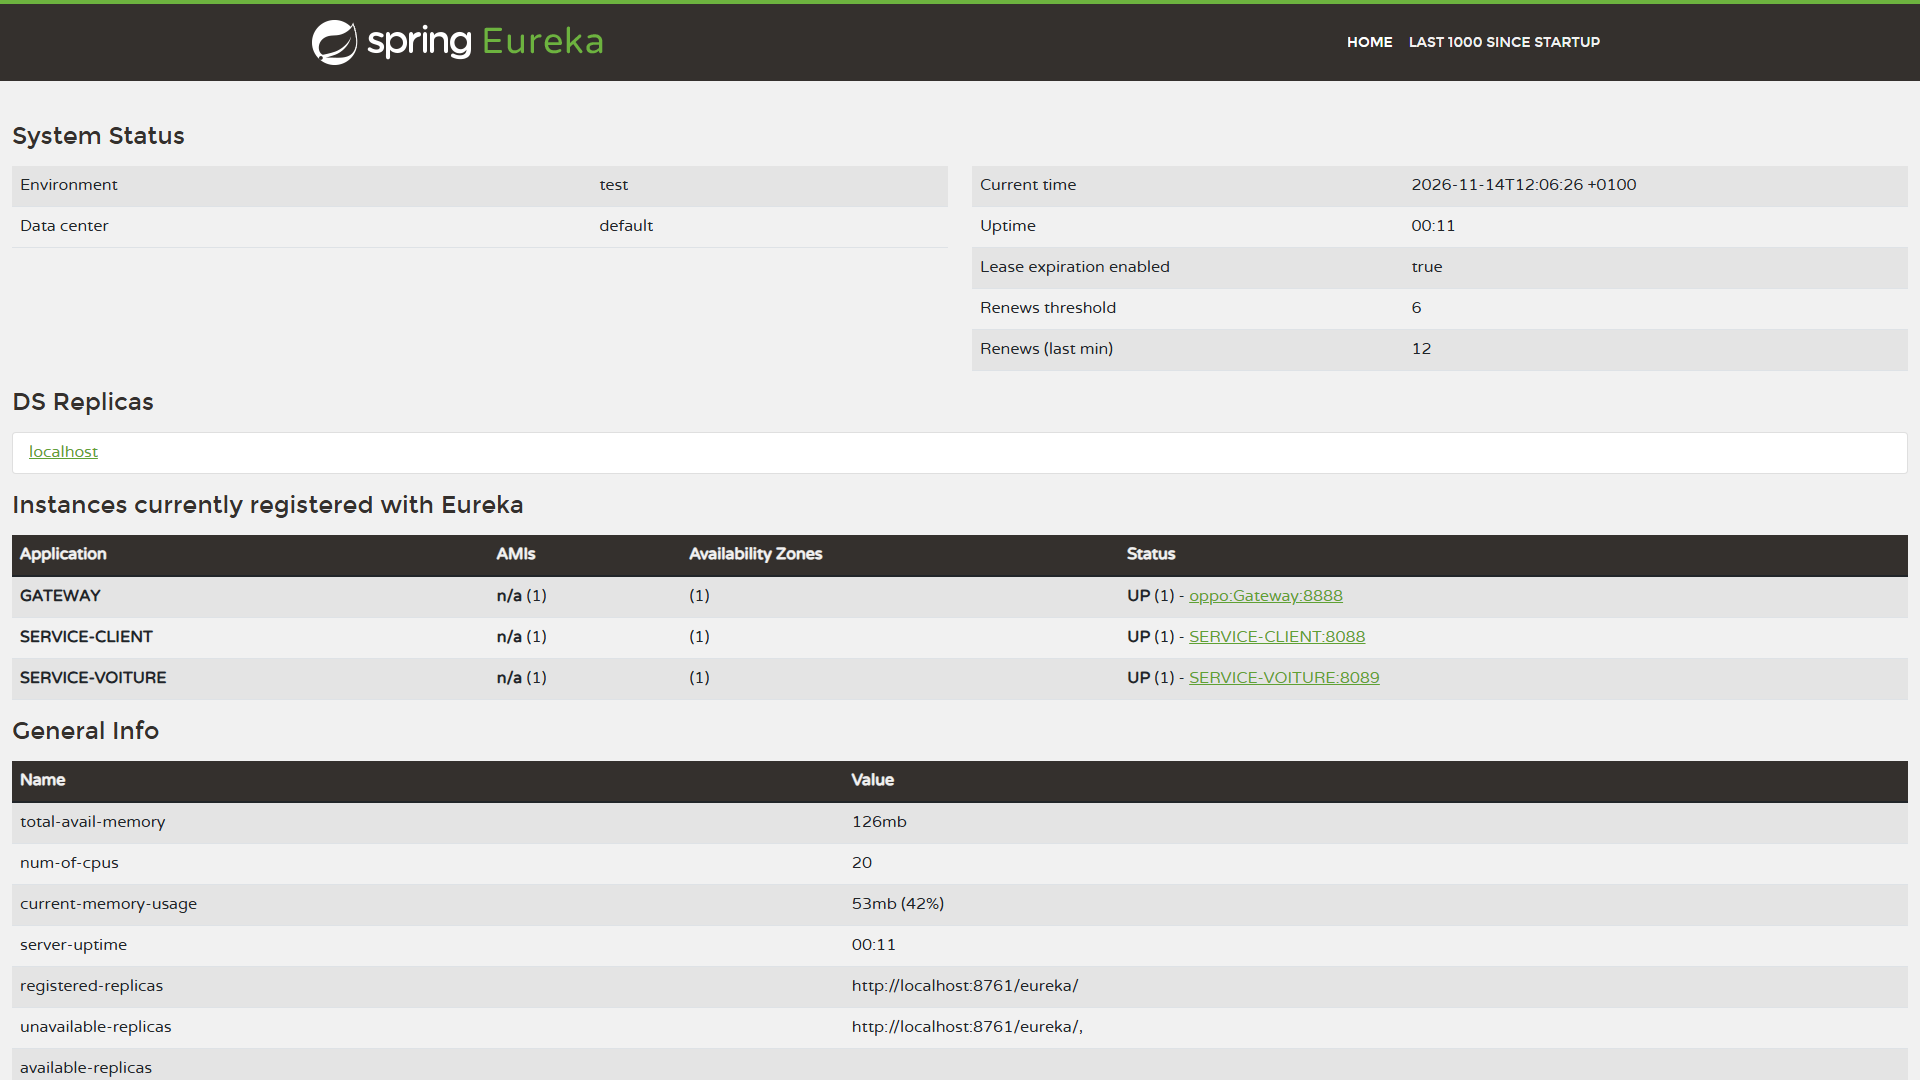 spring Eureka
HOME LAST 1000 SINCE STARTUP
System Status
Environment test
Data center default
Current time 2026-11-14T12:06:26 +0100
Uptime 00:11
Lease expiration enabled true
Renews threshold 6
Renews (last min) 12
DS Replicas
localhost
Instances currently registered with Eureka
Application AMIs Availability Zones Status
GATEWAY n/a (1) (1) UP (1) - oppo:Gateway:8888
SERVICE-CLIENT n/a (1) (1) UP (1) - SERVICE-CLIENT:8088
SERVICE-VOITURE n/a (1) (1) UP (1) - SERVICE-VOITURE:8089
General Info
Name Value
total-avail-memory 126mb
num-of-cpus 20
current-memory-usage 53mb (42%)
server-uptime 00:11
registered-replicas http://localhost:8761/eureka/
unavailable-replicas http://localhost:8761/eureka/,
available-replicas